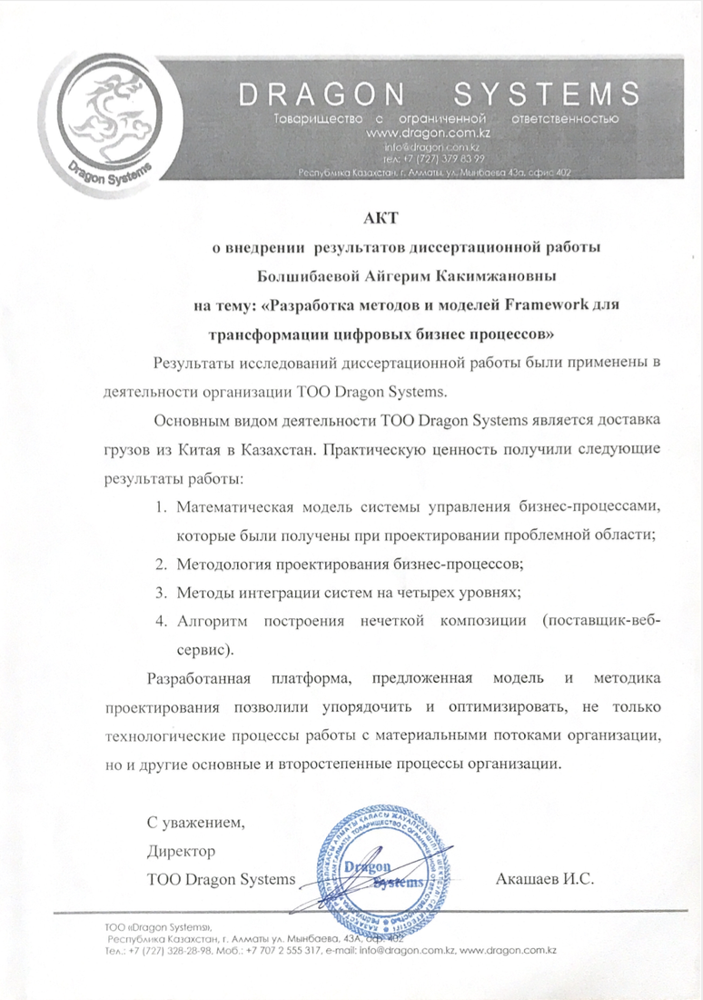 DRAGON SYSTEMS
Товарищество с ограниченной ответственностью
www.dragon.com.kz
info@dragon.com.kz
тел: +7 (727) 379 83 99
Республика Казахстан, г. Алматы, ул. Мынбаева 43а, офис 402
Dragon Systems
АКТ
о внедрении результатов диссертационной работы
Болшибаевой Айгерим Какимжановны
на тему: «Разработка методов и моделей Framework для
трансформации цифровых бизнес процессов»
Результаты исследований диссертационной работы были применены в
деятельности организации ТОО Dragon Systems.
Основным видом деятельности ТОО Dragon Systems является доставка
грузов из Китая в Казахстан. Практическую ценность получили следующие
результаты работы:
1. Математическая модель системы управления бизнес-процессами,
которые были получены при проектировании проблемной области;
2. Методология проектирования бизнес-процессов;
3. Методы интеграции систем на четырех уровнях;
4. Алгоритм построения нечеткой композиции (поставщик-веб-
сервис).
Разработанная платформа, предложенная модель и методика
проектирования позволили упорядочить и оптимизировать, не только
технологические процессы работы с материальными потоками организации,
но и другие основные и второстепенные процессы организации.
С уважением,
Директор
ТОО Dragon Systems
Акашаев И.С.
Dragon
Systems
ТОО «Dragon Systems»,
Республика Казахстан, г. Алматы ул. Мынбаева, 43А, оф. 402
Тел.: +7 (727) 328-28-98, Моб.: +7 707 2 555 317, e-mail: info@dragon.com.kz, www.dragon.com.kz